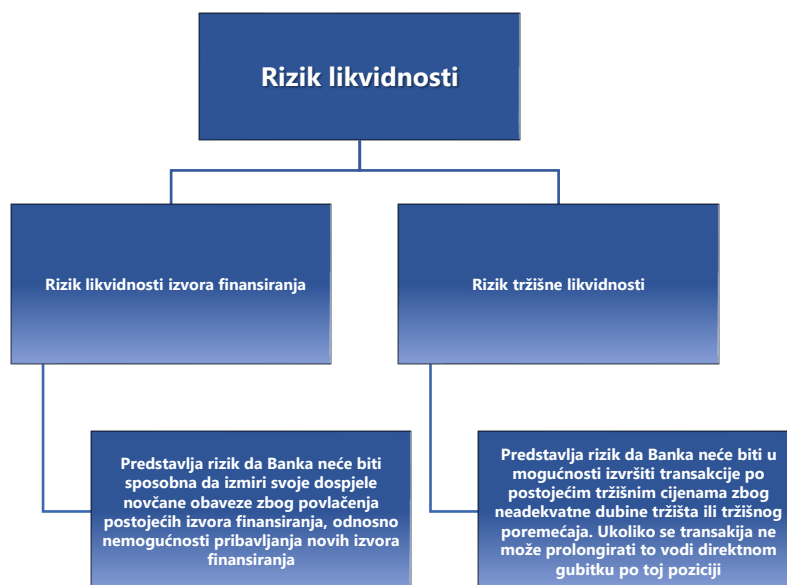 Rizik likvidnosti
Rizik likvidnosti izvora finansiranja
Rizik tržišne likvidnosti
Predstavlja rizik da Banka neće biti
sposobna da izmiri svoje dospjele
novčane obaveze zbog povlačenja
postojećih izvora finansiranja, odnosno
nemogućnosti pribavljanja novih izvora
finansiranja
Predstavlja rizik da Banka neće biti u
mogućnosti izvršiti transakcije po
postojećim tržišnim cijenama zbog
neadekvatne dubine tržišta ili tržišnog
poremećaja. Ukoliko se transakija ne
može prolongirati to vodi direktnom
gubitku po toj poziciji